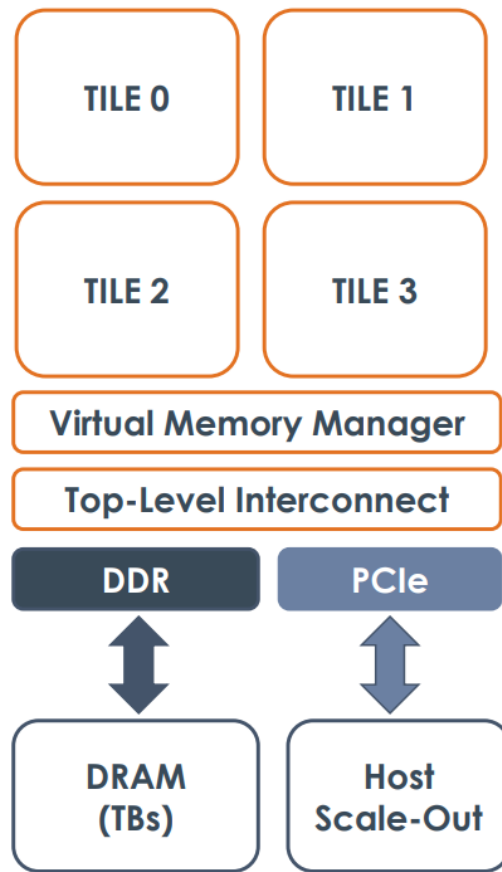 TILE 0
TILE 1
TILE 2
TILE 3
Virtual Memory Manager
Top-Level Interconnect
DDR
PCIe
DRAM
(TBs)
Host
Scale-Out